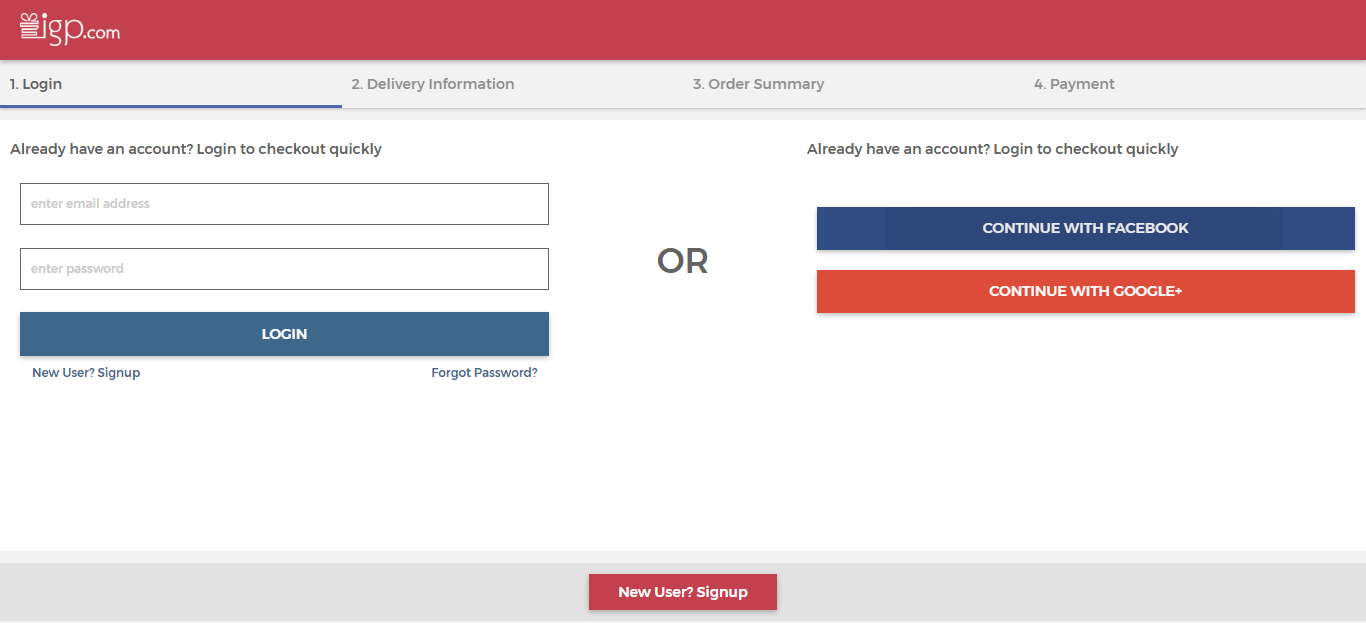 igp.com
1. Login
2. Delivery Information
3. Order Summary
4. Payment
Already have an account? Login to checkout quickly
enter email address
enter password
LOGIN
New User? Signup
Forgot Password?
OR
Already have an account? Login to checkout quickly
CONTINUE WITH FACEBOOK
CONTINUE WITH GOOGLE+
New User? Signup